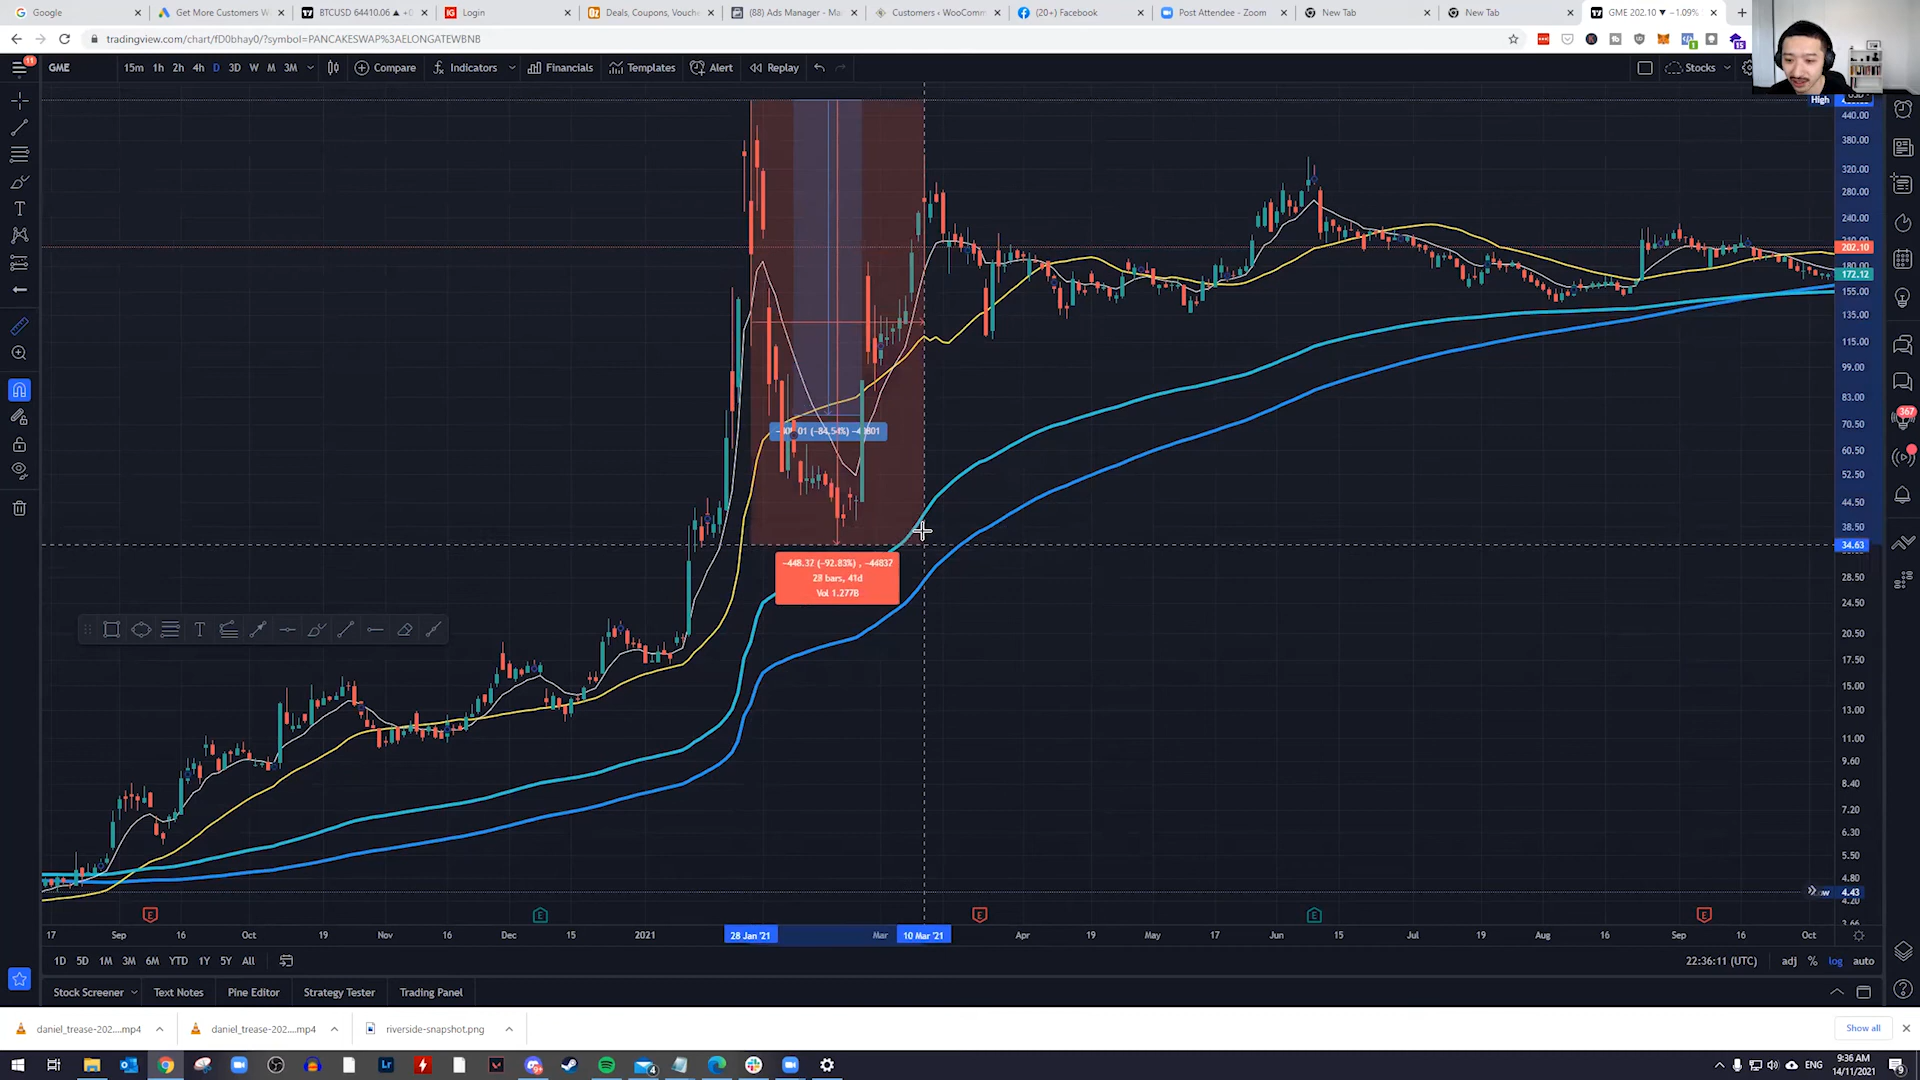 Google
Get More Customers W
BTCUSD 64410.06 ▲ +0
Login
Deals, Coupons, Vouche
(88) Ads Manager - Ma
Customers ‹ WooComm
(20+) Facebook
Post Attendee - Zoom
New Tab
New Tab
GME 202.10 ▼ −1.09%
tradingview.com/chart/fD0bhay0/?symbol=PANCAKESWAP%3AELONGATEWBNB
GME
15m 1h 2h 4h D 3D W M 3M
Compare
Indicators
Financials
Templates
Alert
Replay
Stocks
High
440.00
380.00
320.00
280.00
240.00
202.10
180.00
172.12
155.00
135.00
115.00
99.00
83.00
70.50
60.50
52.50
44.50
38.50
34.63
28.50
24.50
20.50
17.50
15.00
13.00
11.00
9.60
8.40
7.20
6.30
5.50
4.80
4.43
4.20
(−84.54%)
−448.32 (−92.83%) , −44837
28 bars, 41d
Vol 1.277B
17 Sep 16 Oct 19 Nov 16 Dec 15 2021 28 Jan '21 Mar 10 Mar '21 Apr 19 May 17 Jun 15 Jul 19 Aug 16 Sep 16 Oct
1D 5D 1M 3M 6M YTD 1Y 5Y All
22:36:11 (UTC)
adj % log auto
Stock Screener
Text Notes
Pine Editor
Strategy Tester
Trading Panel
daniel_trease-202....mp4
daniel_trease-202....mp4
riverside-snapshot.png
Show all
ENG
9:36 AM
14/11/2021